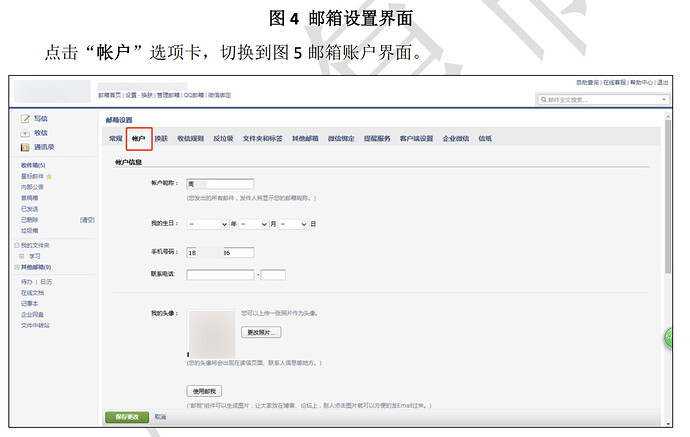 图 4 邮箱设置界面
点击“帐户”选项卡，切换到图 5 邮箱账户界面。
自助查询 | 在线客服 | 帮助中心 | 退出
邮箱首页 | 设置 - 换肤 | 管理邮箱 | QQ邮箱 | 微信绑定
邮件全文搜索...
写信
收信
通讯录
收件箱(5)
星标邮件
内部公告
草稿箱
已发送
已删除 [清空]
垃圾箱
我的文件夹
学习
其他邮箱(9)
待办 | 日历
在线文档
记事本
企业网盘
文件中转站
邮箱设置
常规 帐户 换肤 收信规则 反垃圾 文件夹和标签 其他邮箱 微信绑定 提醒服务 客户端设置 企业微信 信纸
帐户信息
帐户昵称： 周
(您发出的所有邮件，发件人将显示您的邮箱昵称。)
我的生日： -- 年 -- 月 -- 日
手机号码： 18 36
联系电话： -
我的头像： 您可以上传一张照片作为头像。
更改照片...
(您的头像将会出现在读信页面、联系人信息等地方。)
使用邮我
("邮我"组件可以生成图片，让大家放在博客、论坛上，别人点击图片就可以方便的发Email过来。)
保存更改 取消